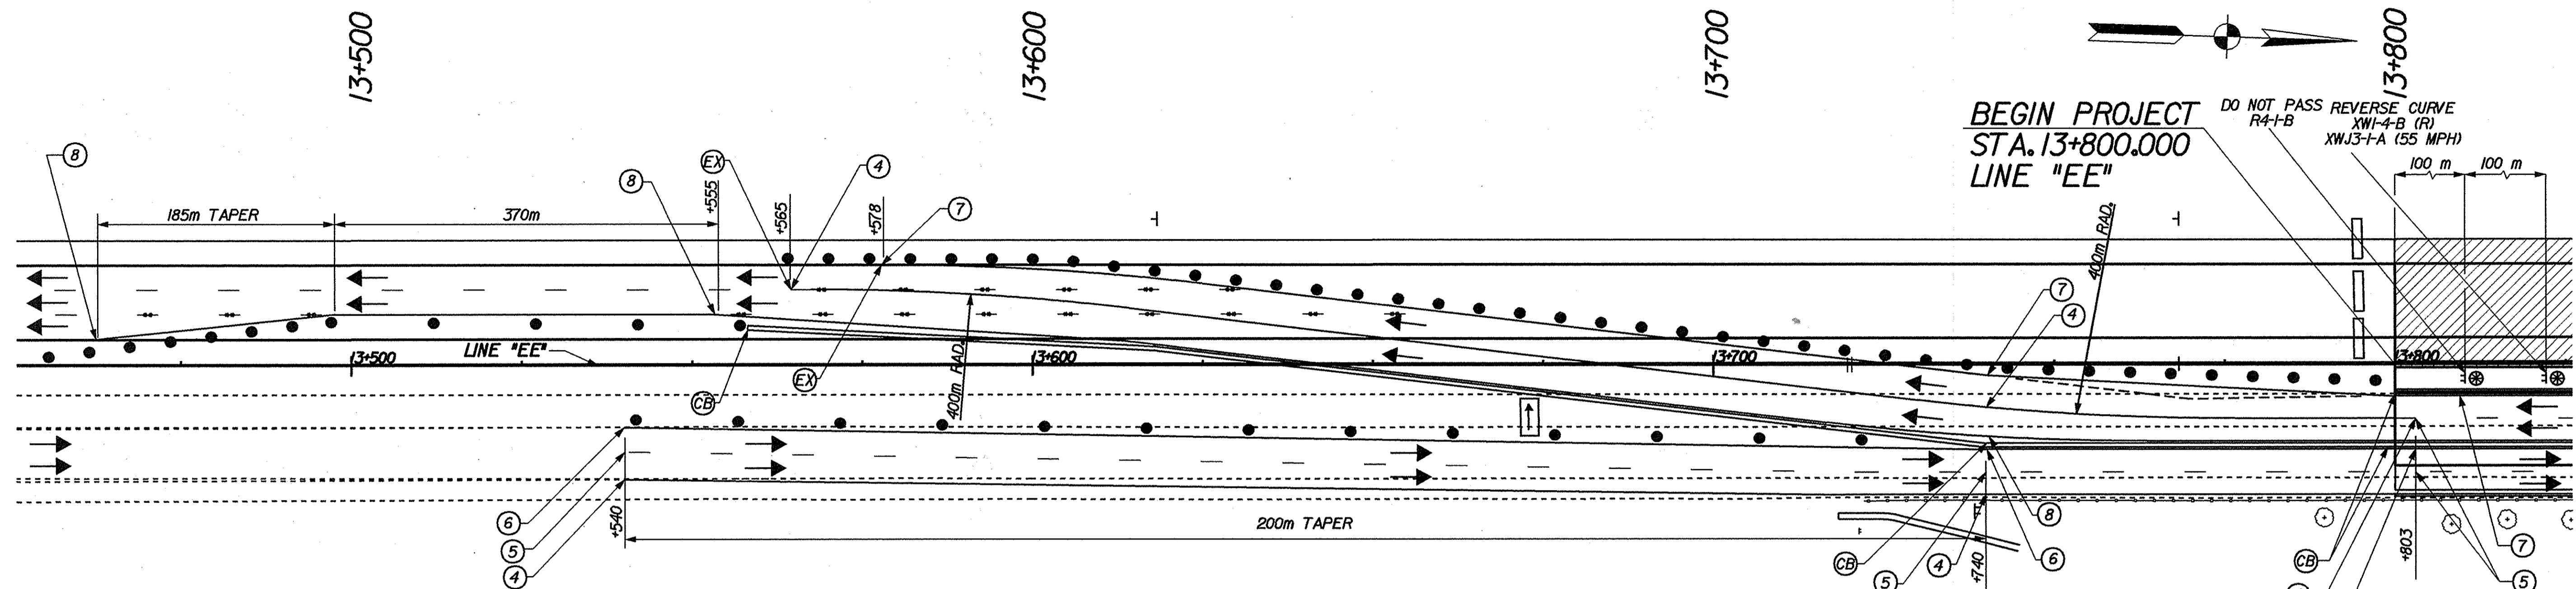 13+500
13+600
13+700
13+800
BEGIN PROJECT
STA. 13+800.000
LINE "EE"
DO NOT PASS
R4-1-B
REVERSE CURVE
XW1-4-B (R)
XWJ3-1-A (55 MPH)
100 m
100 m
8
185m TAPER
370m
8
+555
EX
+565
4
+578
7
400m RAD.
7
4
LINE "EE"
13+500
13+600
13+700
13+800
EX
CB
400m RAD.
6
5
4
+540
200m TAPER
CB
5
4
+740
6
8
CB
+803
7
5